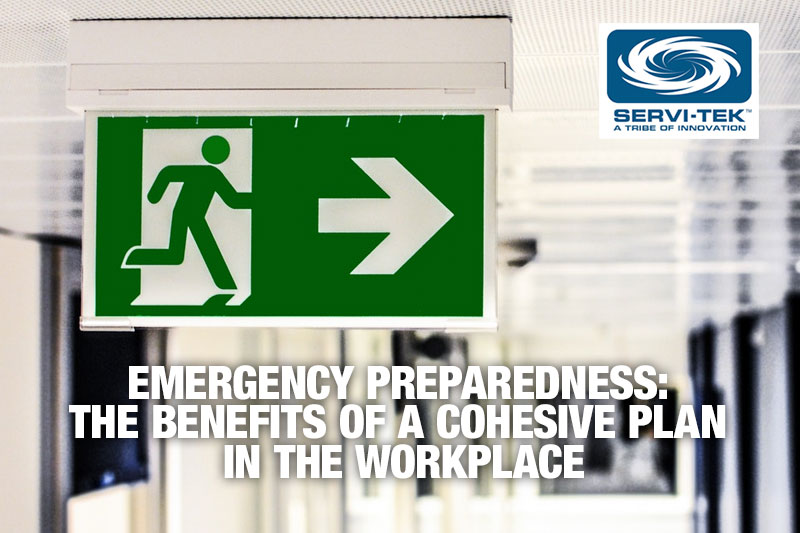 SERVI-TEK™
A TRIBE OF INNOVATION
EMERGENCY PREPAREDNESS:
THE BENEFITS OF A COHESIVE PLAN
IN THE WORKPLACE